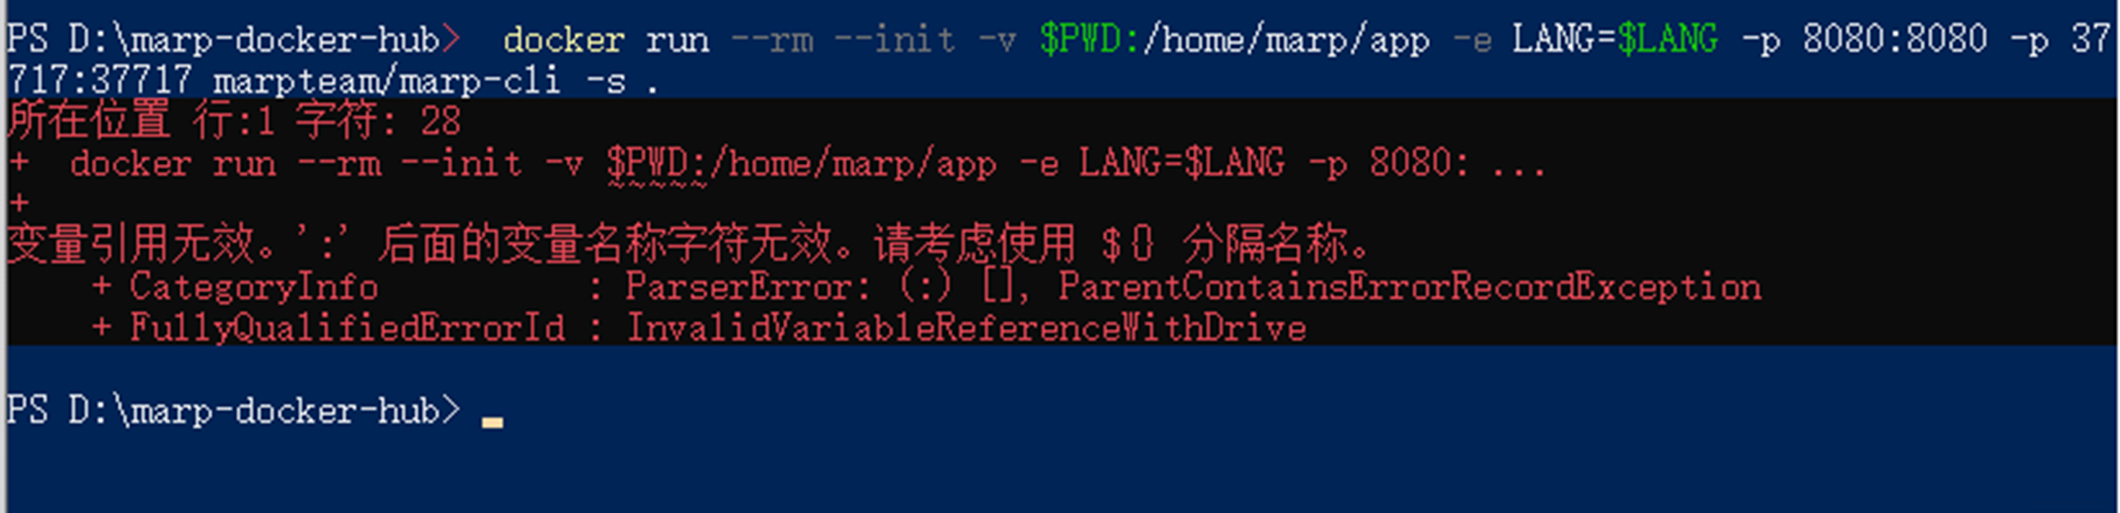 PS D:\marp-docker-hub>  docker run --rm --init -v $PWD:/home/marp/app -e LANG=$LANG -p 8080:8080 -p 37
717:37717 marpteam/marp-cli -s .
所在位置 行:1 字符: 28
+  docker run --rm --init -v $PWD:/home/marp/app -e LANG=$LANG -p 8080: ...
+                            ~~~~~
变量引用无效。':' 后面的变量名称字符无效。请考虑使用 ${} 分隔名称。
    + CategoryInfo          : ParserError: (:) [], ParentContainsErrorRecordException
    + FullyQualifiedErrorId : InvalidVariableReferenceWithDrive
PS D:\marp-docker-hub>